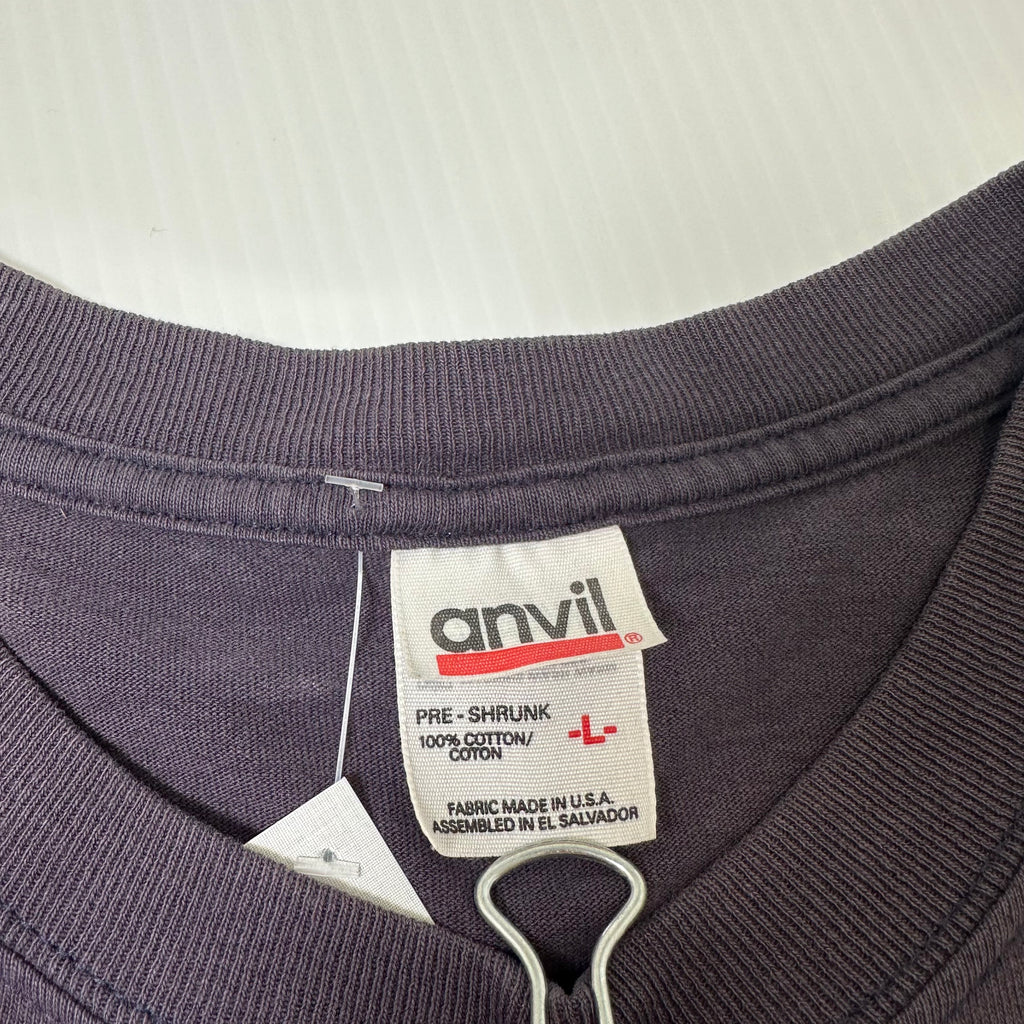 anvil®
PRE-SHRUNK
-L-
100% COTTON/
COTON
FABRIC MADE IN U.S.A.
ASSEMBLED IN EL SALVADOR